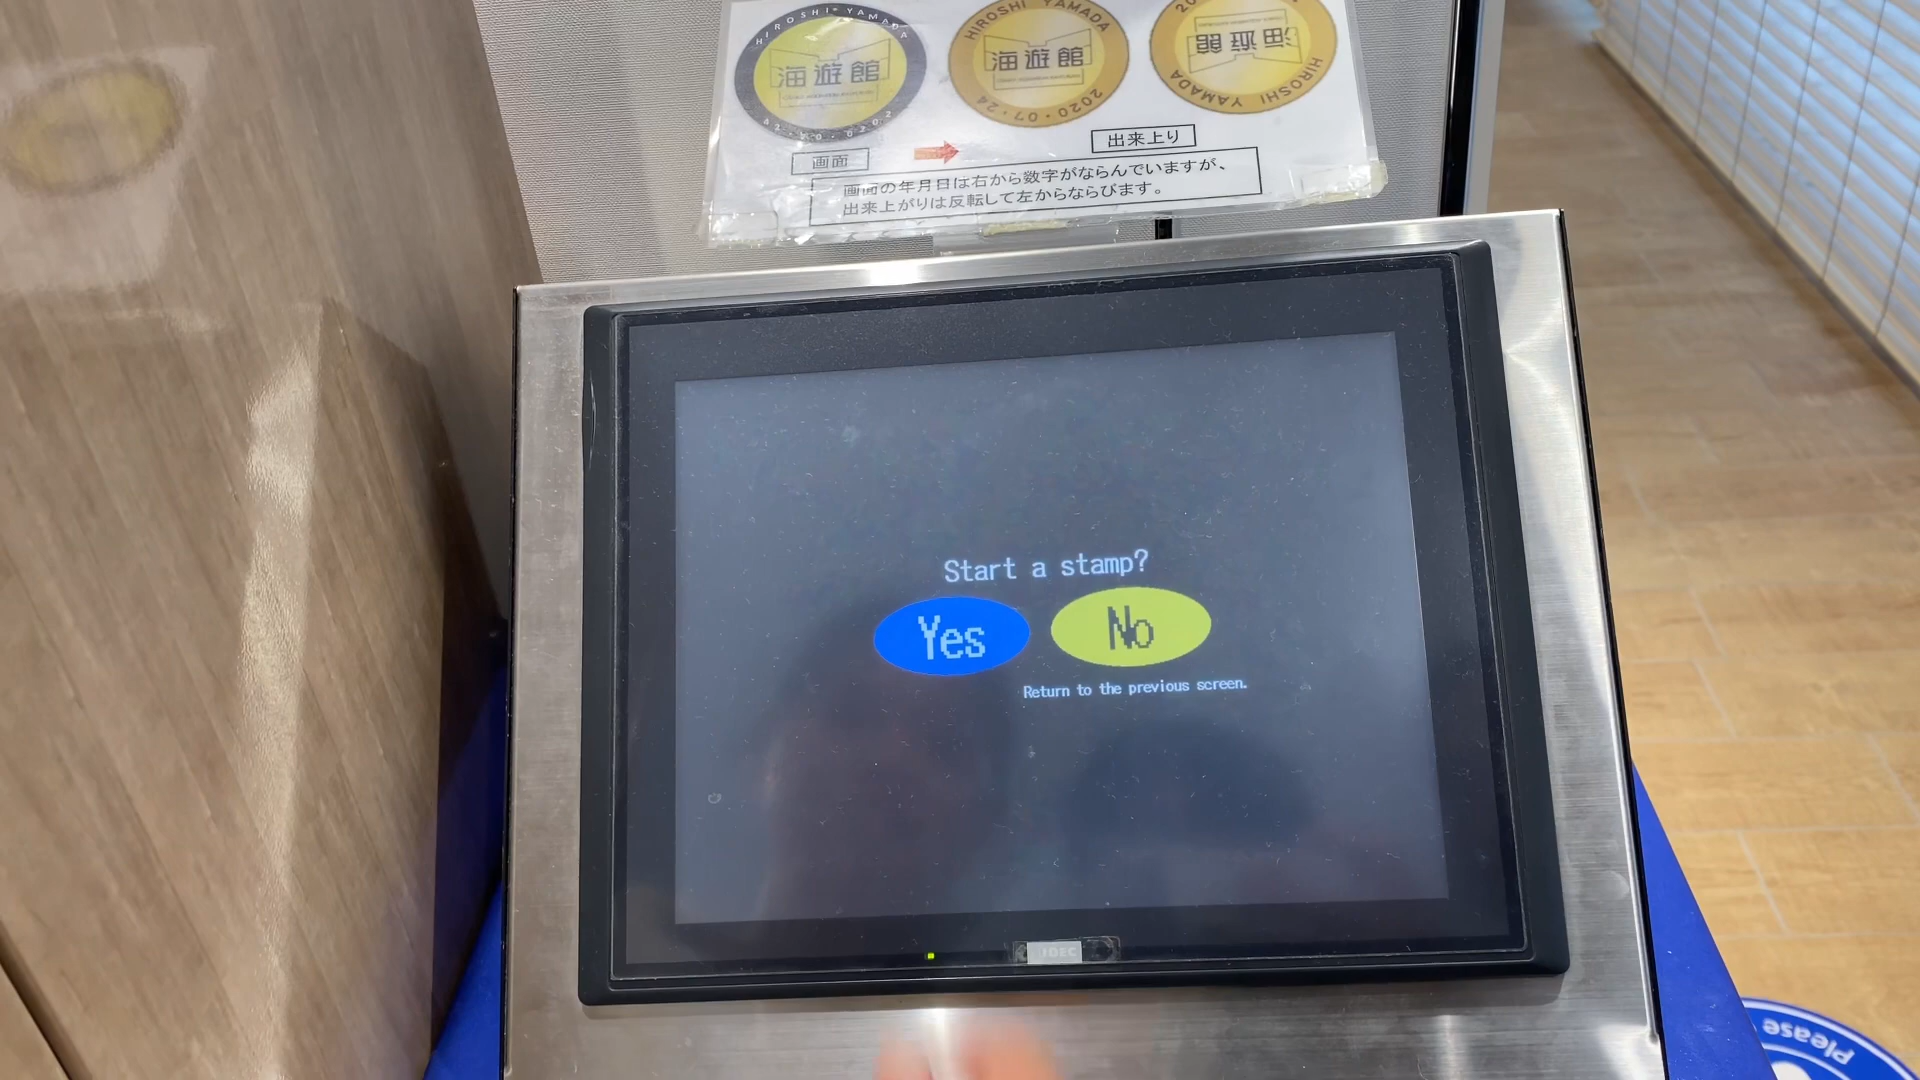 HIROSHI YAMADA
海遊館
2020・07・24
HIROSHI YAMADA
海遊館
2020・07・24
海遊館
HIROSHI YAMADA
画面
出来上り
画面の年月日は右から数字がならんでいますが、
出来上がりは反転して左からならびます。
Start a stamp?
Yes
No
Return to the previous screen.
IDEC
Please